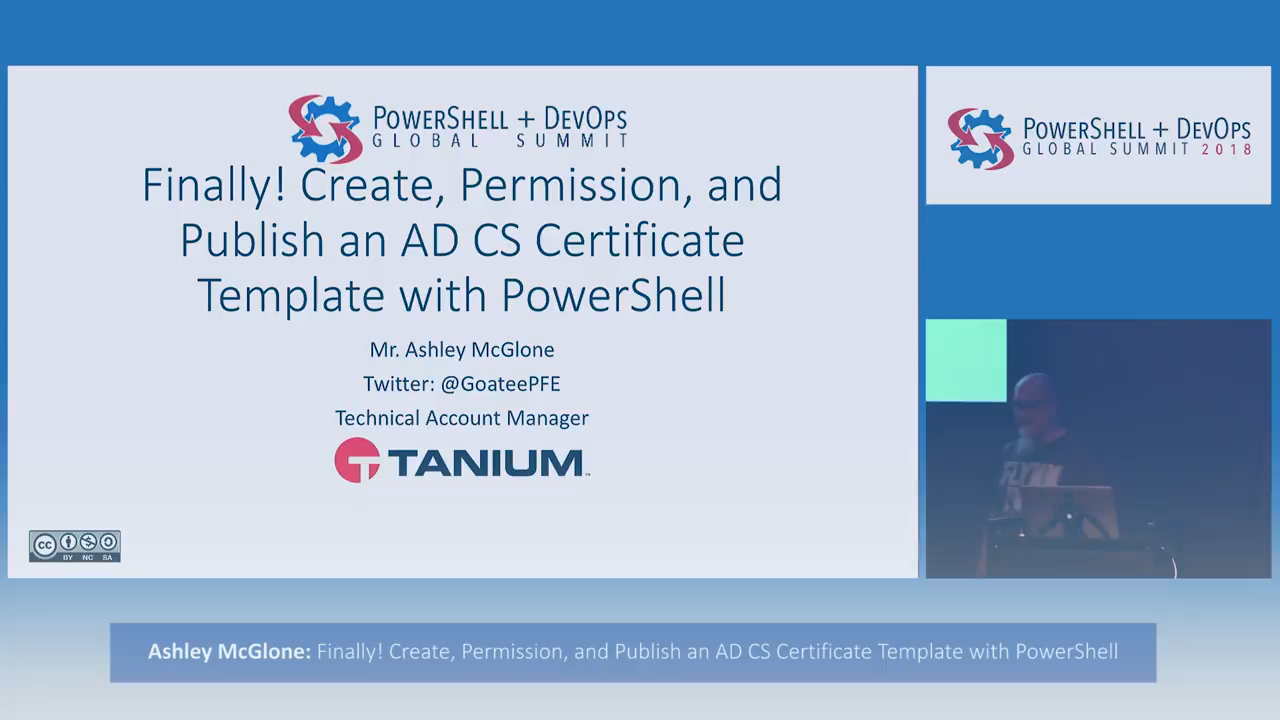 POWERSHELL + DEVOPS
GLOBAL SUMMIT
Finally! Create, Permission, and
Publish an AD CS Certificate
Template with PowerShell
Mr. Ashley McGlone
Twitter: @GoateePFE
Technical Account Manager
TANIUM
cc
BY NC SA
POWERSHELL + DEVOPS
GLOBAL SUMMIT 2018
Ashley McGlone: Finally! Create, Permission, and Publish an AD CS Certificate Template with PowerShell